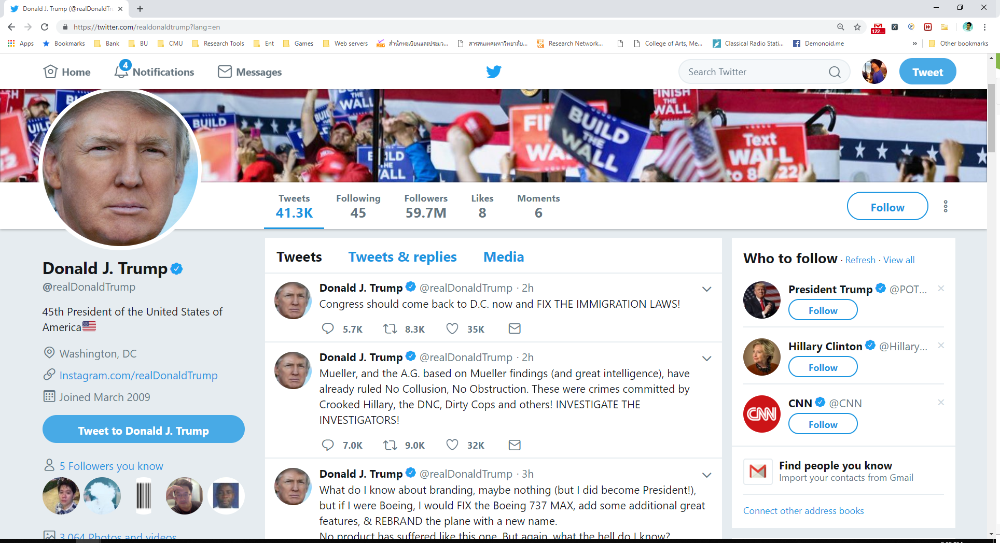 Donald J. Trump (@realDonaldTr
https://twitter.com/realdonaldtrump?lang=en
122...
Apps Bookmarks Bank BU CMU Research Tools Ent Games Web servers REG สำนักทะเบียนและประมว... สารสนเทศมหาวิทยาลัย... Research Network... College of Arts, Me... Classical Radio Stati... Demonoid.me » Other bookmarks
Home 4 Notifications Messages Search Twitter Tweet
BUILD
THE
WALL
BUILD
FINISH
WALL
BUILD
THE
WALL
Text
WALL
Tweets Following Followers Likes Moments
41.3K 45 59.7M 8 6
Follow
Donald J. Trump
@realDonaldTrump
45th President of the United States of
America
Washington, DC
Instagram.com/realDonaldTrump
Joined March 2009
Tweet to Donald J. Trump
5 Followers you know
3,064 Photos and videos
Tweets Tweets & replies Media
Donald J. Trump @realDonaldTrump · 2h
Congress should come back to D.C. now and FIX THE IMMIGRATION LAWS!
5.7K 8.3K 35K
Donald J. Trump @realDonaldTrump · 2h
Mueller, and the A.G. based on Mueller findings (and great intelligence), have
already ruled No Collusion, No Obstruction. These were crimes committed by
Crooked Hillary, the DNC, Dirty Cops and others! INVESTIGATE THE
INVESTIGATORS!
7.0K 9.0K 32K
Donald J. Trump @realDonaldTrump · 3h
What do I know about branding, maybe nothing (but I did become President!),
but if I were Boeing, I would FIX the Boeing 737 MAX, add some additional great
features, & REBRAND the plane with a new name.
No product has suffered like this one. But again, what the hell do I know?
Who to follow · Refresh · View all
President Trump @POT...
Follow
Hillary Clinton @Hillary...
Follow
CNN CNN @CNN
Follow
Find people you know
Import your contacts from Gmail
Connect other address books